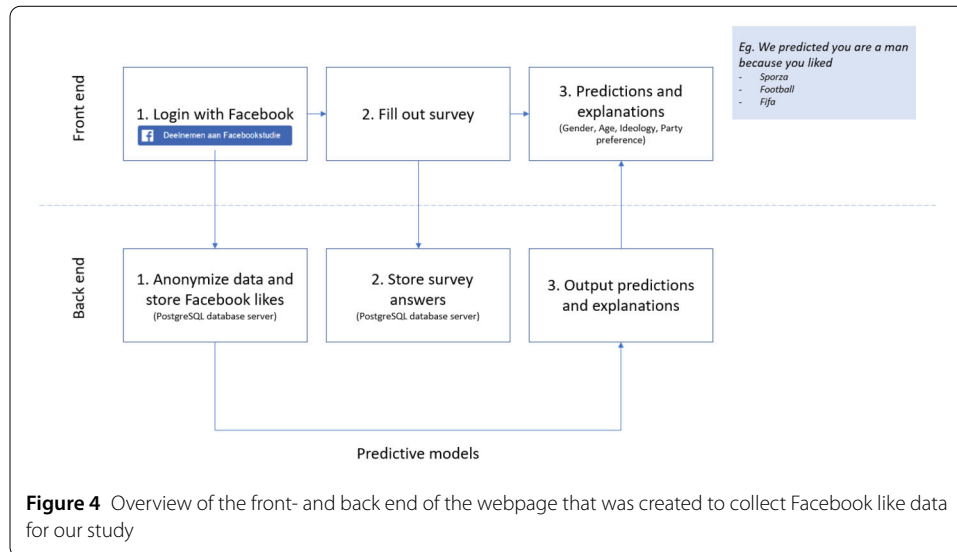 Front end
1. Login with Facebook
Deelnemen aan Facebookstudie
2. Fill out survey
3. Predictions and
explanations
(Gender, Age, Ideology, Party
preference)
Eg. We predicted you are a man
because you liked
- Sporza
- Football
- Fifa
Back end
1. Anonymize data and
store Facebook likes
(PostgreSQL database server)
2. Store survey
answers
(PostgreSQL database server)
3. Output predictions
and explanations
Predictive models
Figure 4 Overview of the front- and back end of the webpage that was created to collect Facebook like data
for our study